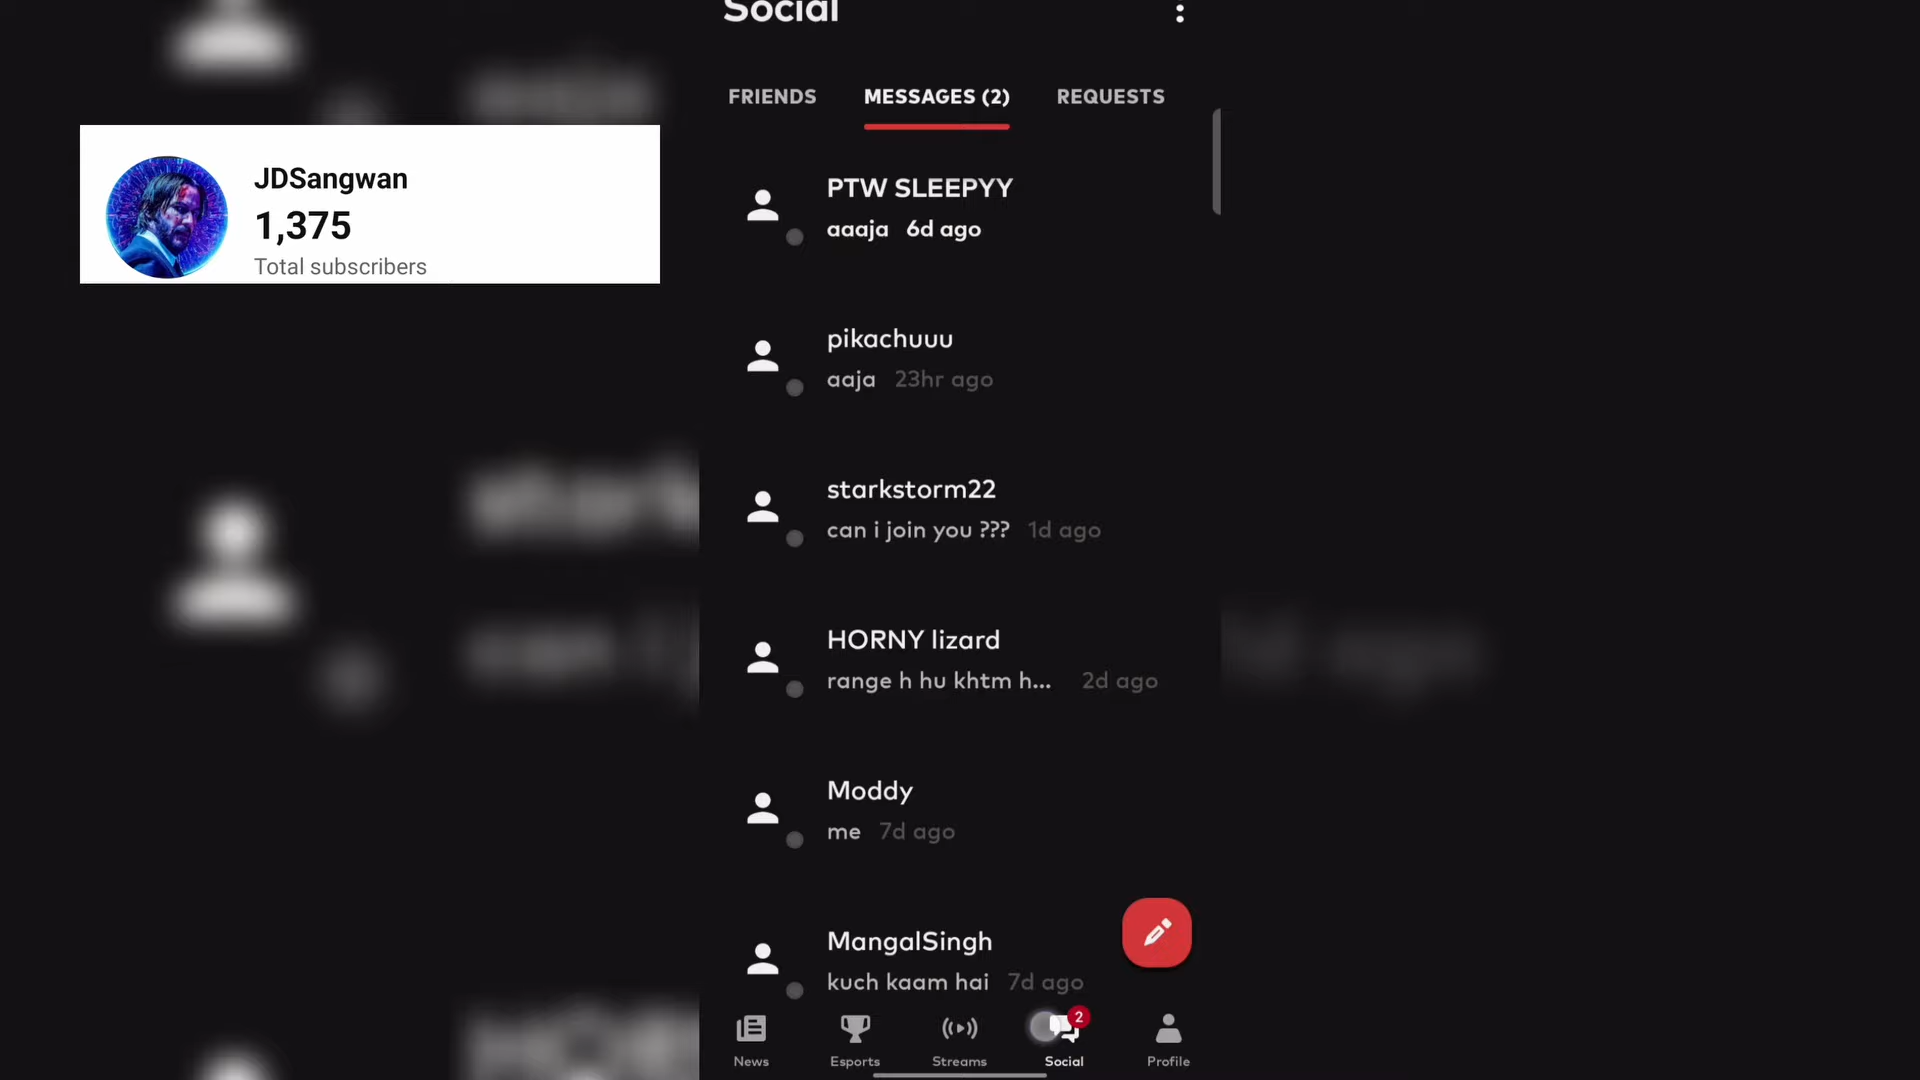 Social
FRIENDS
MESSAGES (2)
REQUESTS
JDSangwan
1,375
Total subscribers
PTW SLEEPYY
aaaja 6d ago
pikachuuu
aaja 23hr ago
starkstorm22
can i join you ??? 1d ago
HORNY lizard
range h hu khtm h... 2d ago
Moddy
me 7d ago
MangalSingh
kuch kaam hai 7d ago
2
News
Esports
Streams
Social
Profile